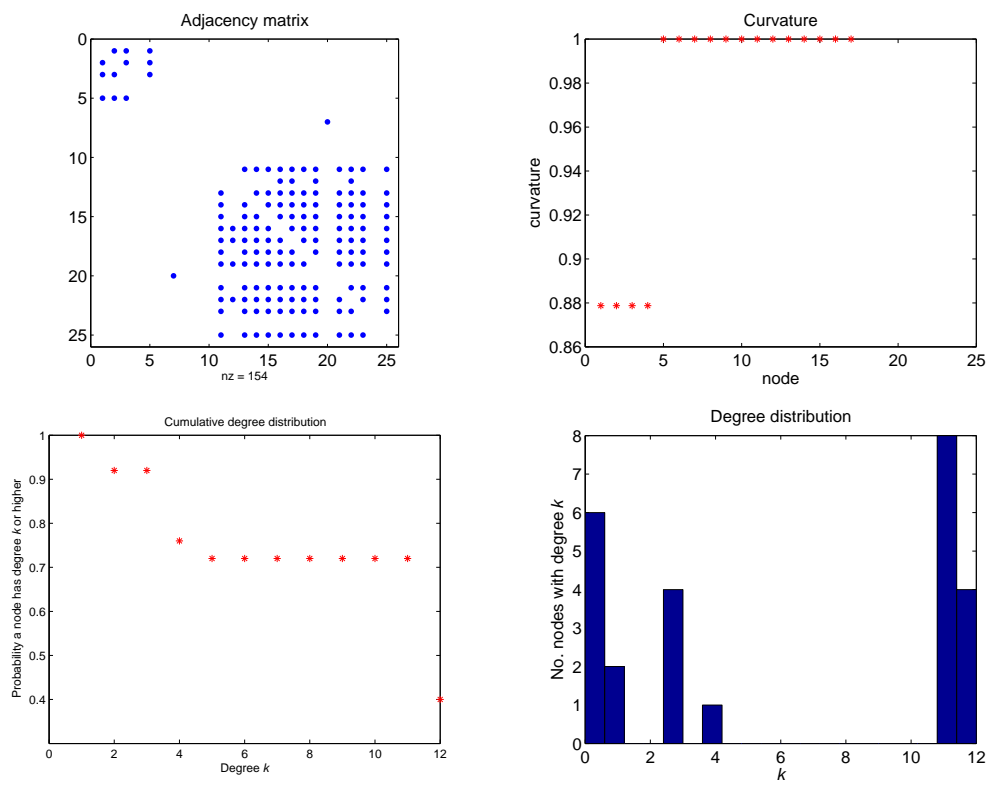 Adjacency matrix
0
5
10
15
20
25
0 5 10 15 20 25
nz = 154
Curvature
1
0.98
0.96
0.94
0.92
0.9
0.88
0.86
curvature
0 5 10 15 20 25
node
Cumulative degree distribution
1
0.9
0.8
0.7
0.6
0.5
0.4
Probability a node has degree k or higher
0 2 4 6 8 10 12
Degree k
Degree distribution
8
7
6
5
4
3
2
1
0
No. nodes with degree k
0 2 4 6 8 10 12
k